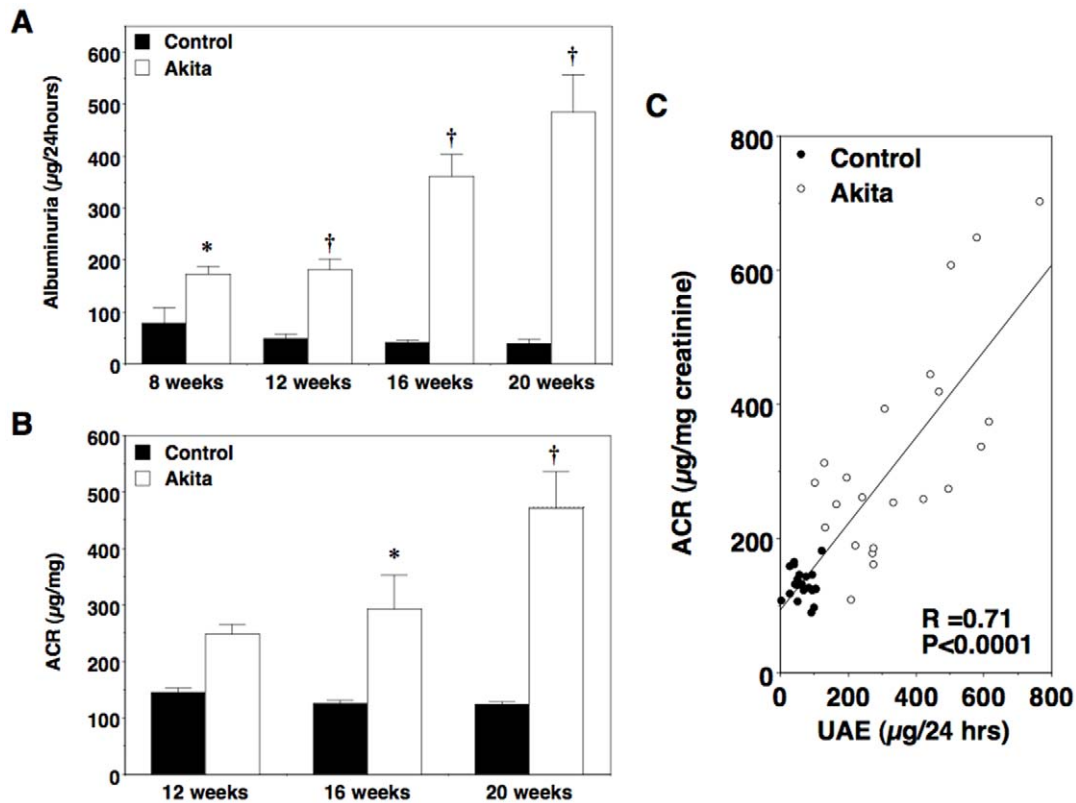 A
Control
Akita
Albuminuria (µg/24hours)
600
500
400
300
200
100
0
*
†
†
†
8 weeks
12 weeks
16 weeks
20 weeks
B
Control
Akita
ACR (µg/mg)
600
500
400
300
200
100
0
*
†
12 weeks
16 weeks
20 weeks
C
Control
Akita
ACR (µg/mg creatinine)
800
600
400
200
0
R =0.71
P<0.0001
0
200
400
600
800
UAE (µg/24 hrs)